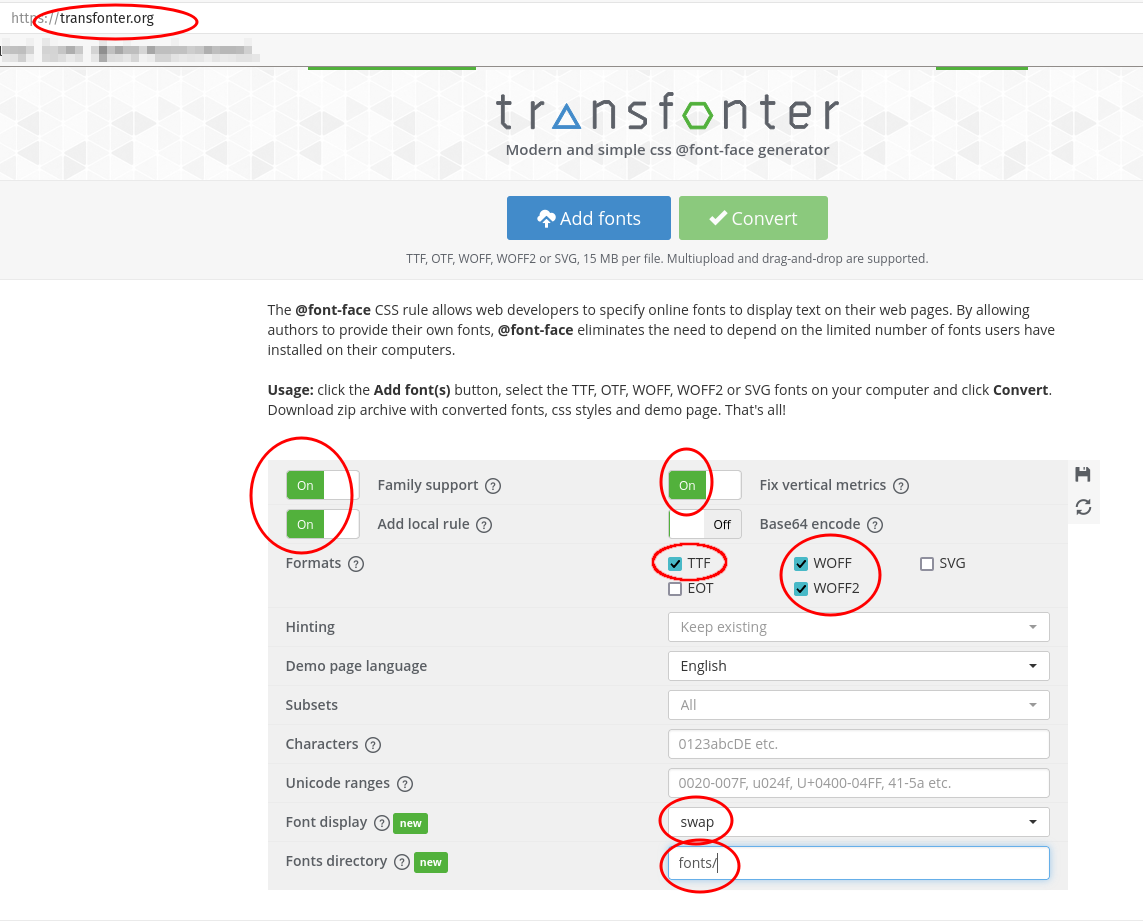 https://transfonter.org
transfonter
Modern and simple css @font-face generator
Add fonts
Convert
TTF, OTF, WOFF, WOFF2 or SVG, 15 MB per file. Multiupload and drag-and-drop are supported.
The @font-face CSS rule allows web developers to specify online fonts to display text on their web pages. By allowing
authors to provide their own fonts, @font-face eliminates the need to depend on the limited number of fonts users have
installed on their computers.
Usage: click the Add font(s) button, select the TTF, OTF, WOFF, WOFF2 or SVG fonts on your computer and click Convert.
Download zip archive with converted fonts, css styles and demo page. That's all!
On Family support ? On Fix vertical metrics ?
On Add local rule ? Off Base64 encode ?
Formats ? TTF WOFF SVG
EOT WOFF2
Hinting Keep existing
Demo page language English
Subsets All
Characters ? 0123abcDE etc.
Unicode ranges ? 0020-007F, u024f, U+0400-04FF, 41-5a etc.
Font display ? new swap
Fonts directory ? new fonts/